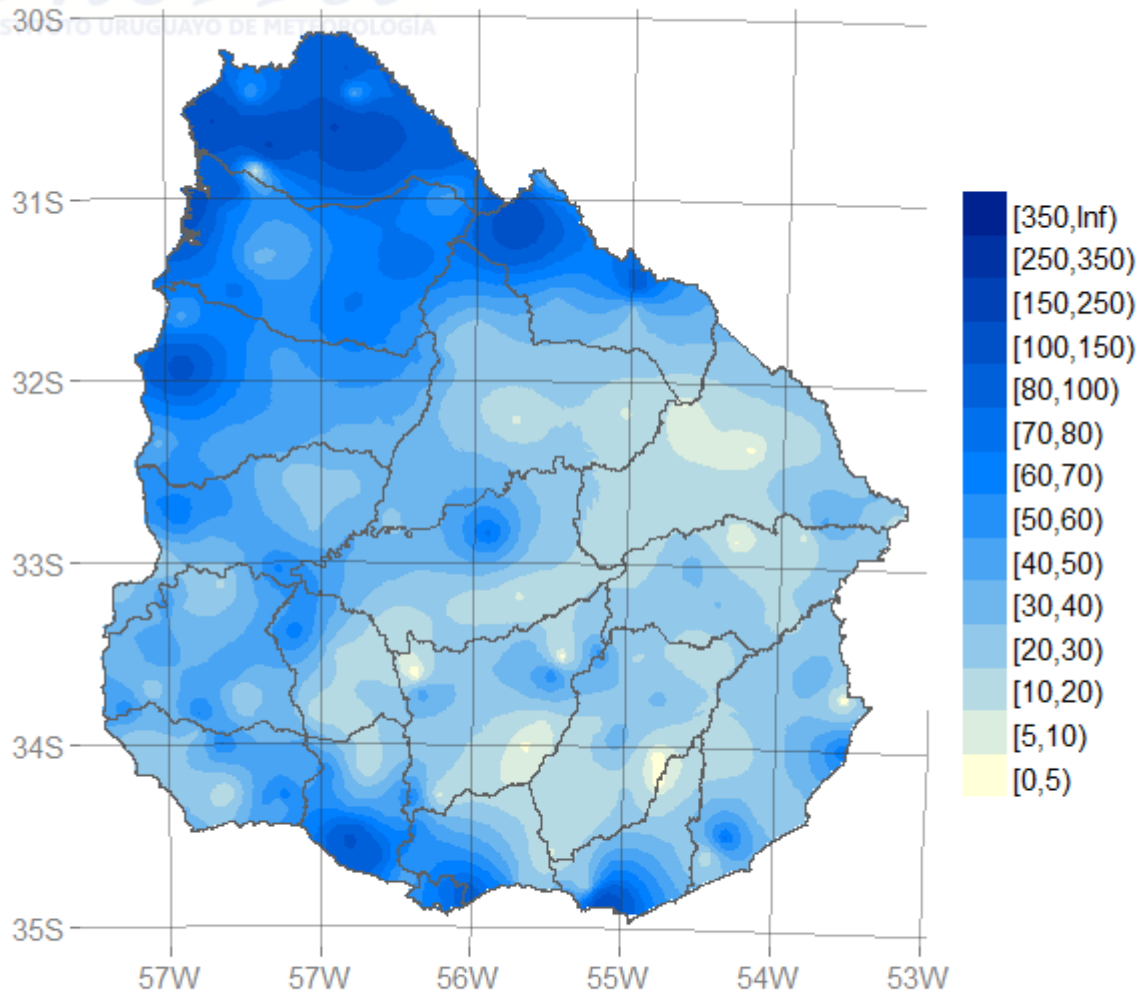 INSTITUTO URUGUAYO DE METEOROLOGÍA
30S
31S
32S
33S
34S
35S
57W
57W
56W
55W
54W
53W
[350,Inf)
[250,350)
[150,250)
[100,150)
[80,100)
[70,80)
[60,70)
[50,60)
[40,50)
[30,40)
[20,30)
[10,20)
[5,10)
[0,5)